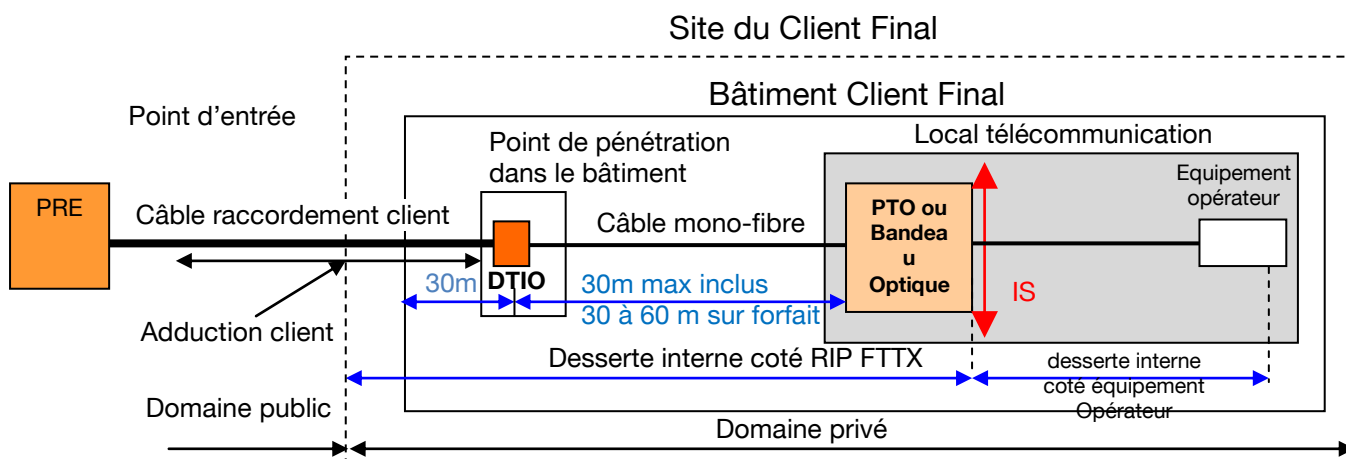 Site du Client Final
Bâtiment Client Final
Point d'entrée
Point de pénétration
dans le bâtiment
Local télécommunication
Equipement
opérateur
PRE
Câble raccordement client
Câble mono-fibre
PTO ou
Bandea
u
Optique
30m
DTIO
30m max inclus
30 à 60 m sur forfait
IS
Adduction client
Desserte interne coté RIP FTTX
desserte interne
coté équipement
Opérateur
Domaine public
Domaine privé